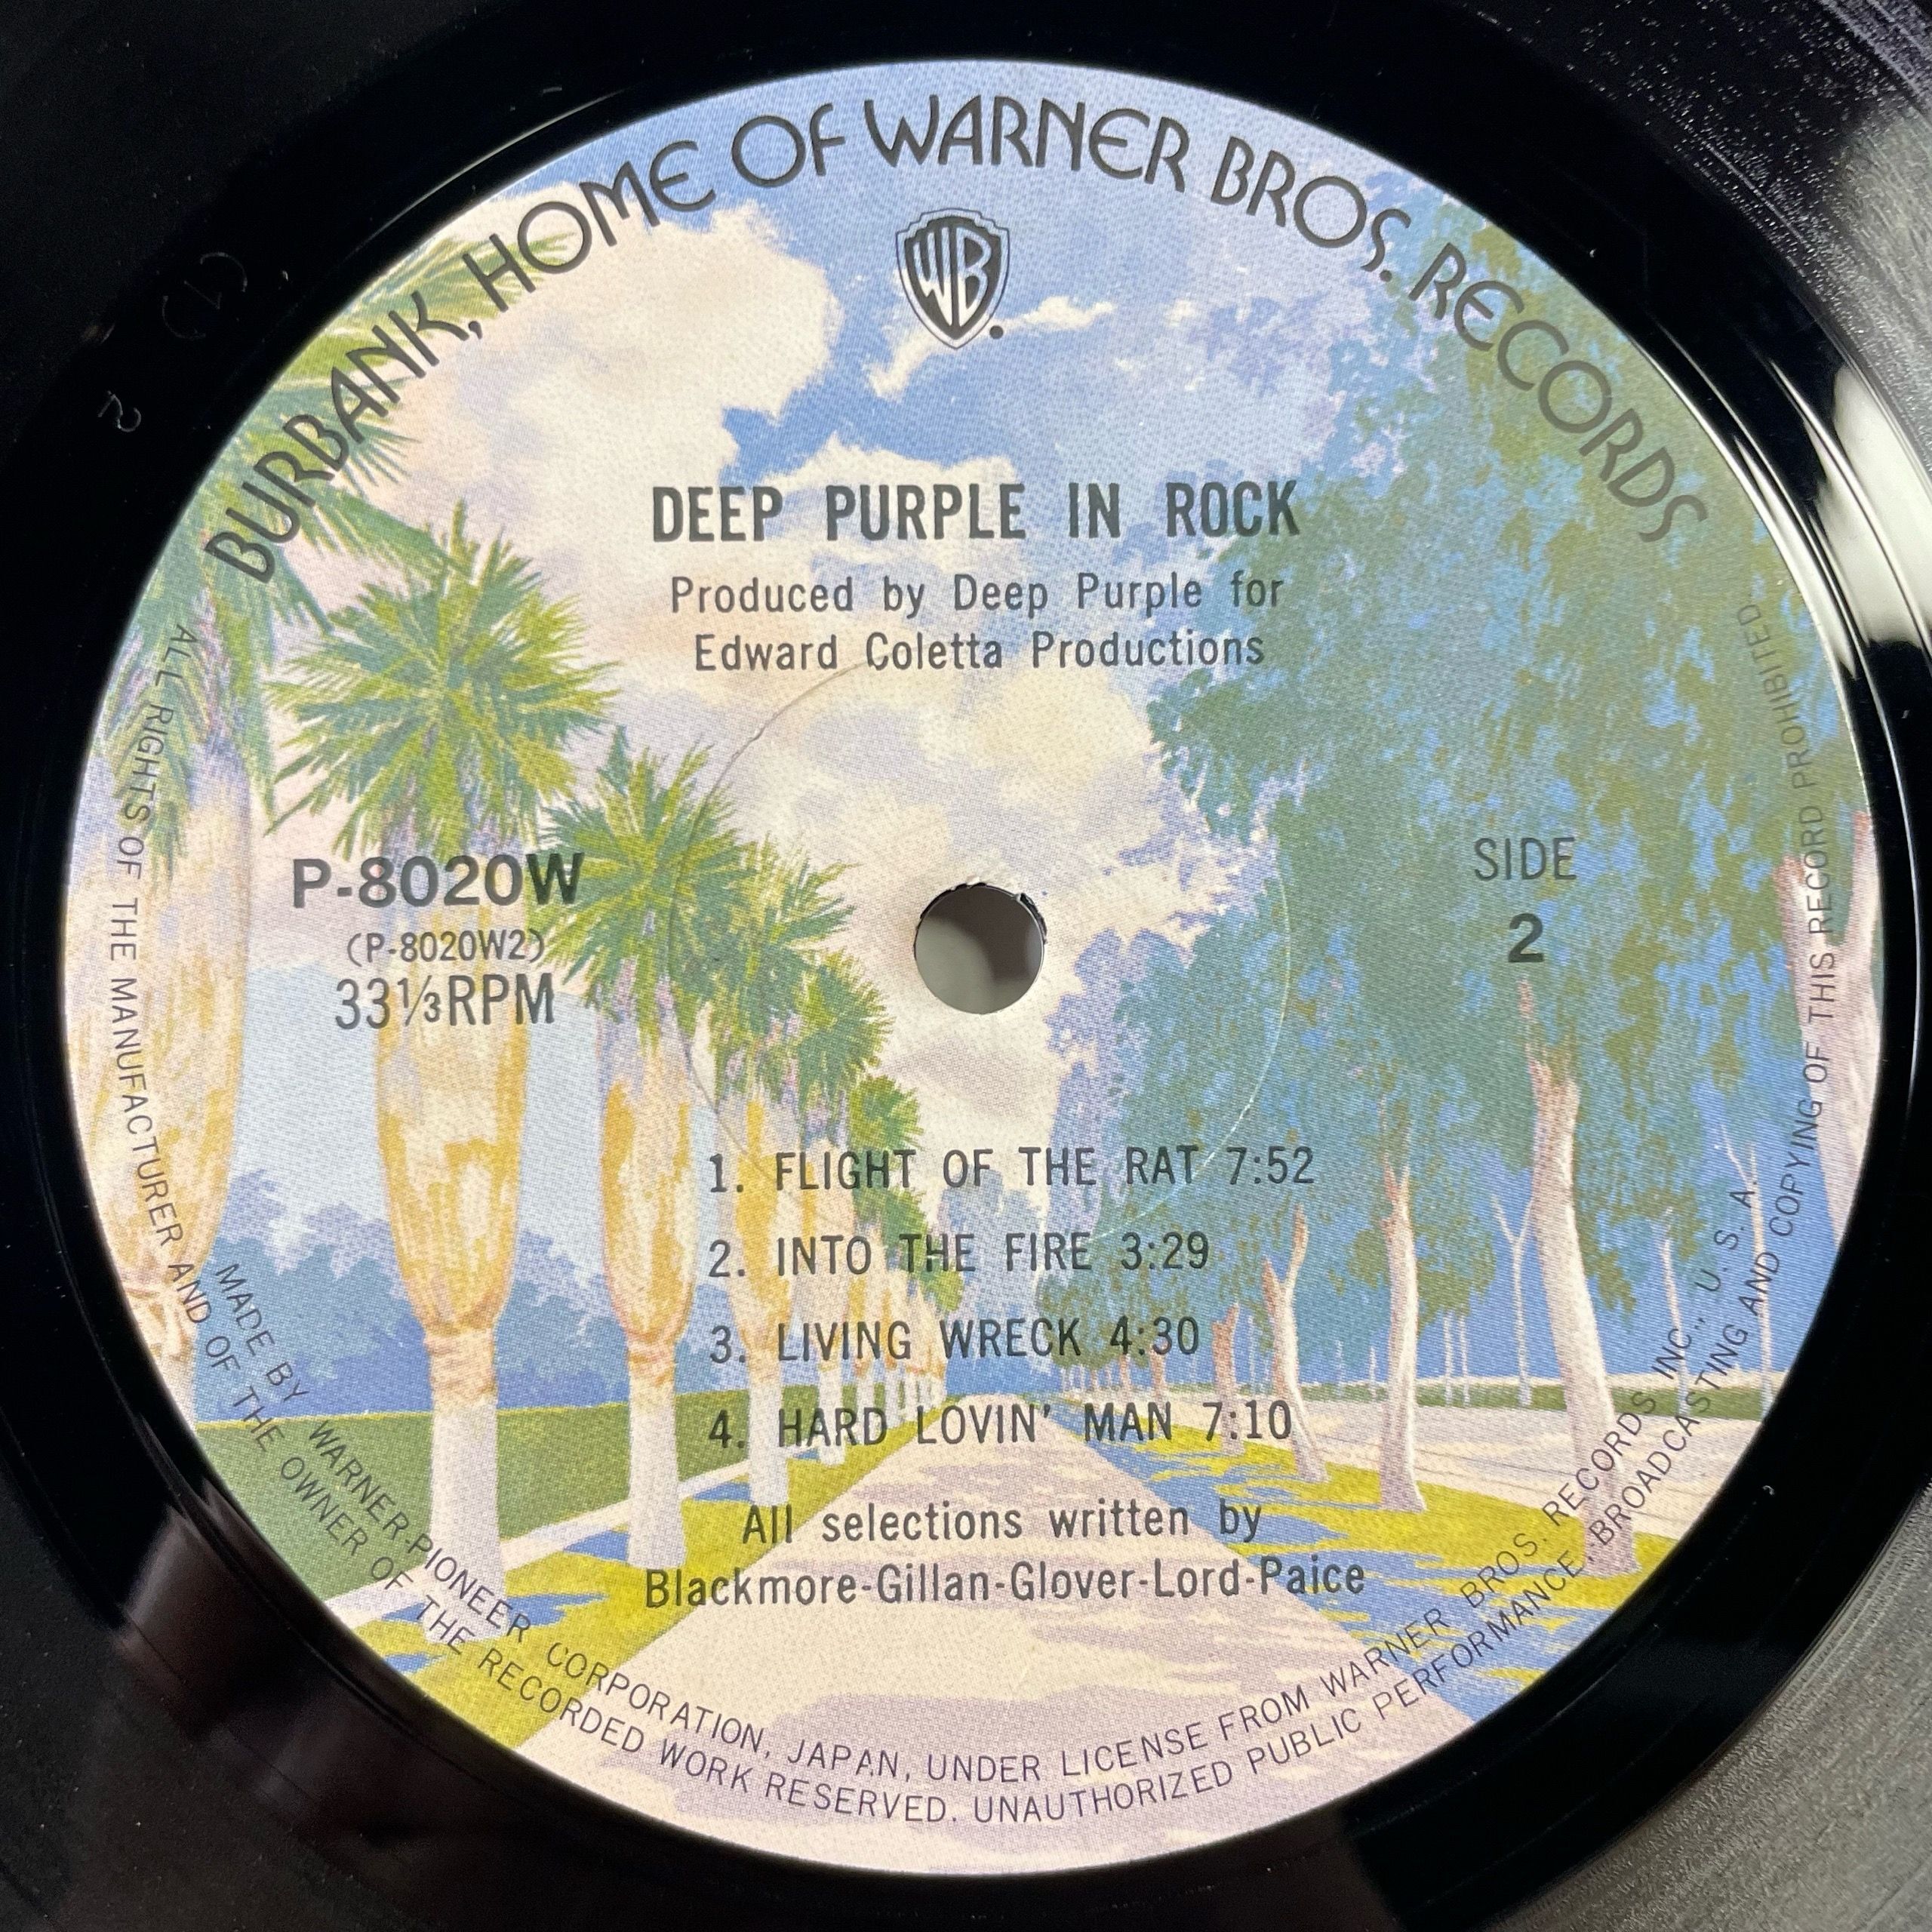 BURBANK, HOME OF WARNER BROS. RECORDS
WB
DEEP PURPLE IN ROCK
Produced by Deep Purple for
Edward Coletta Productions
P-8020W
(P-8020W2)
33⅓RPM
SIDE
2
1. FLIGHT OF THE RAT 7:52
2. INTO THE FIRE 3:29
3. LIVING WRECK 4:30
4. HARD LOVIN' MAN 7:10
All selections written by
Blackmore-Gillan-Glover-Lord-Paice
MADE BY WARNER-PIONEER CORPORATION, JAPAN, UNDER LICENSE FROM WARNER BROS. RECORDS INC., U. S. A.
ALL RIGHTS OF THE MANUFACTURER AND OF THE OWNER OF THE RECORDED WORK RESERVED. UNAUTHORIZED PUBLIC PERFORMANCE, BROADCASTING AND COPYING OF THIS RECORD PROHIBITED.